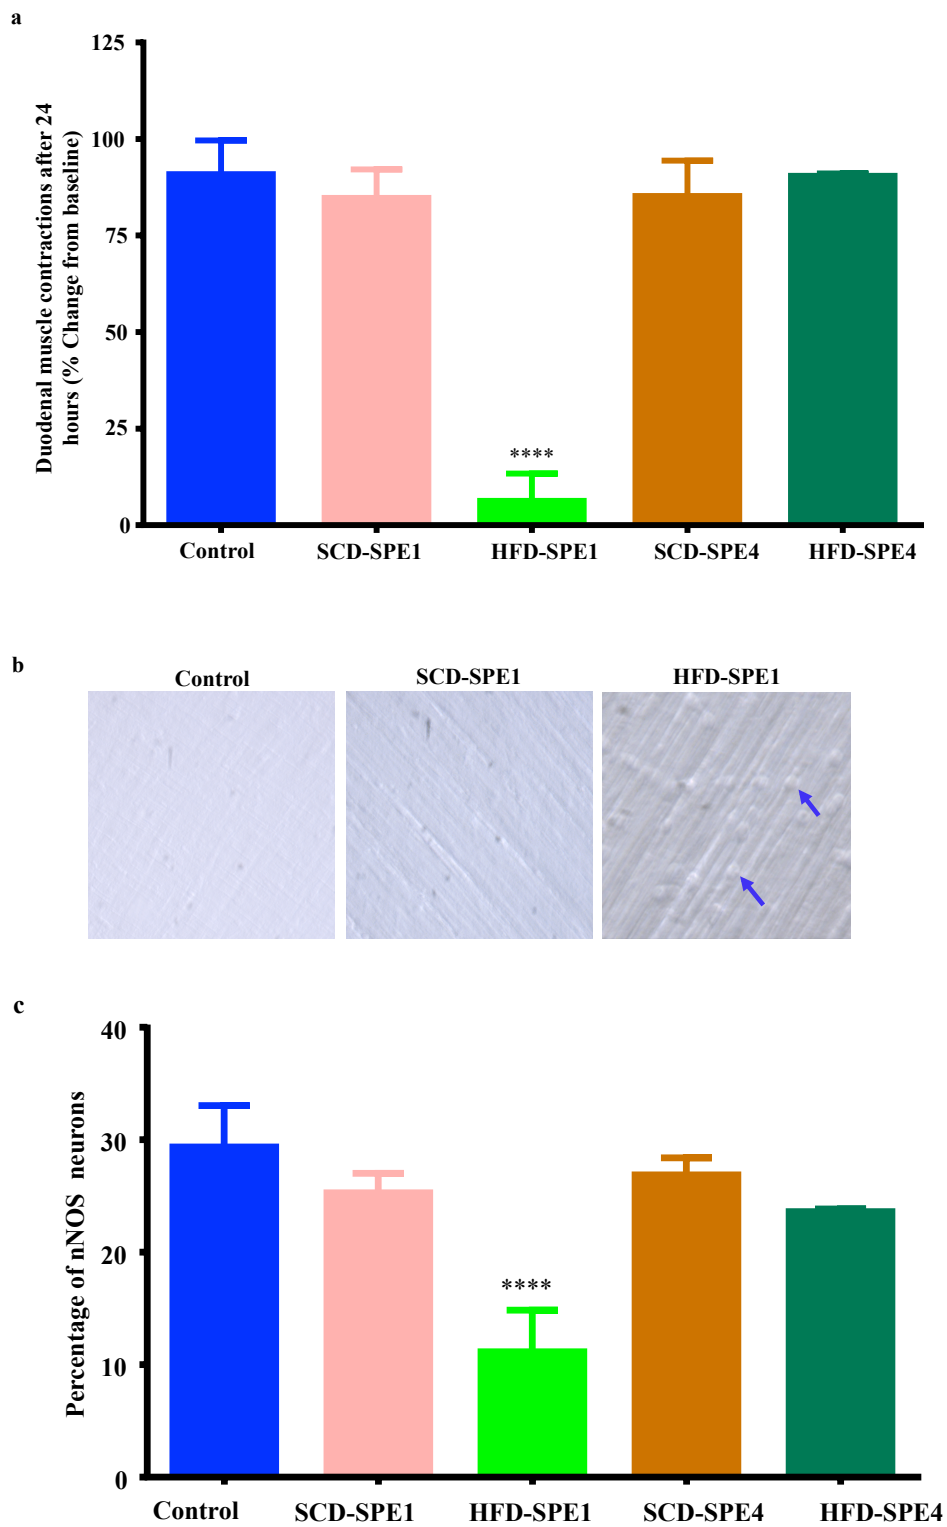 a
Duodenal muscle contractions after 24
hours (% Change from baseline)
125
100
75
50
25
0
****
Control SCD-SPE1 HFD-SPE1 SCD-SPE4 HFD-SPE4
b
Control SCD-SPE1 HFD-SPE1
c
Percentage of nNOS neurons
40
30
20
10
0
****
Control SCD-SPE1 HFD-SPE1 SCD-SPE4 HFD-SPE4